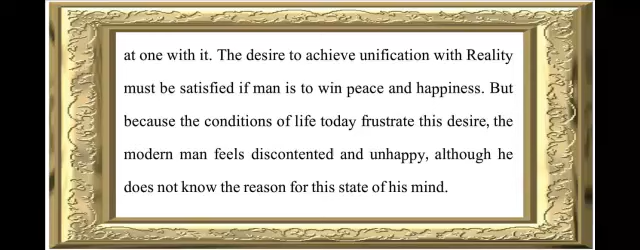 at one with it. The desire to achieve unification with Reality
must be satisfied if man is to win peace and happiness. But
because the conditions of life today frustrate this desire, the
modern man feels discontented and unhappy, although he
does not know the reason for this state of his mind.